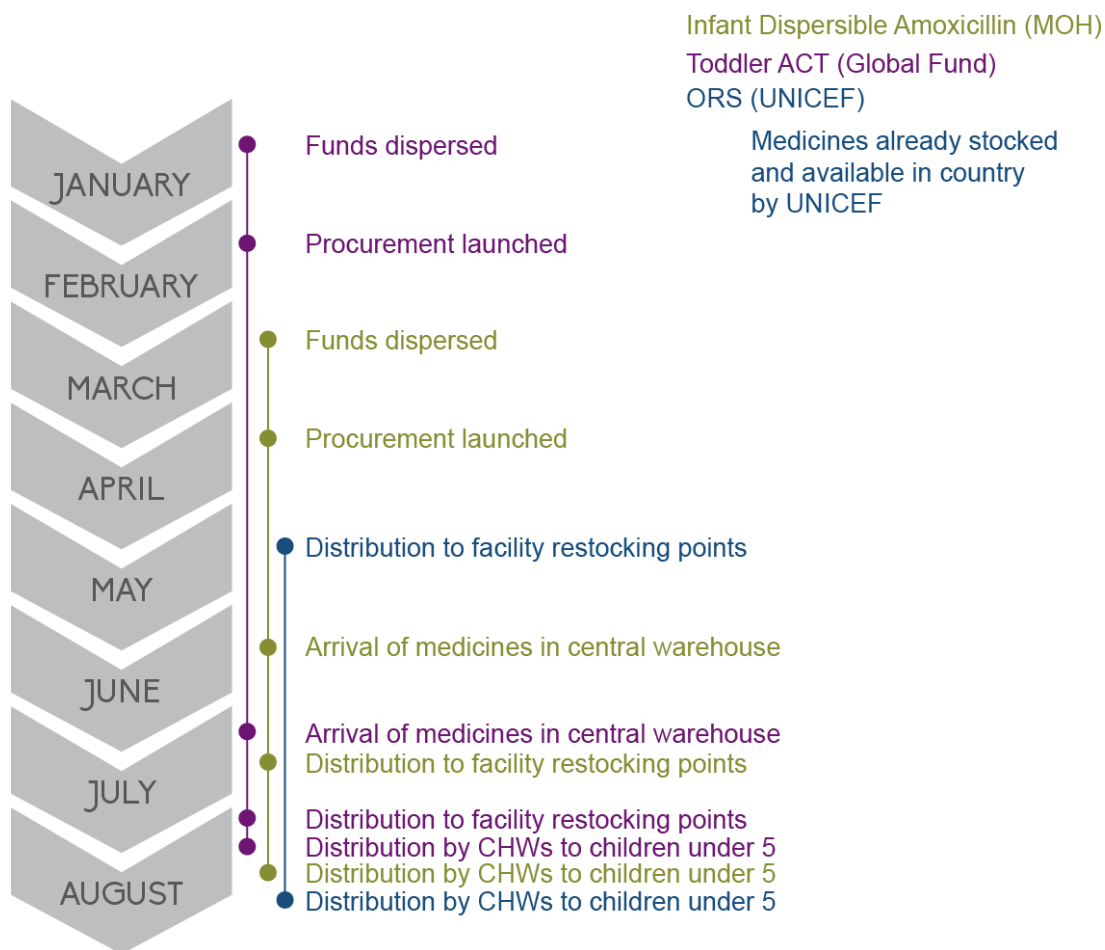 Infant Dispersible Amoxicillin (MOH)
Toddler ACT (Global Fund)
ORS (UNICEF)
Medicines already stocked
and available in country
by UNICEF
JANUARY
FEBRUARY
MARCH
APRIL
MAY
JUNE
JULY
AUGUST
Funds dispersed
Procurement launched
Funds dispersed
Procurement launched
Distribution to facility restocking points
Arrival of medicines in central warehouse
Arrival of medicines in central warehouse
Distribution to facility restocking points
Distribution to facility restocking points
Distribution by CHWs to children under 5
Distribution by CHWs to children under 5
Distribution by CHWs to children under 5